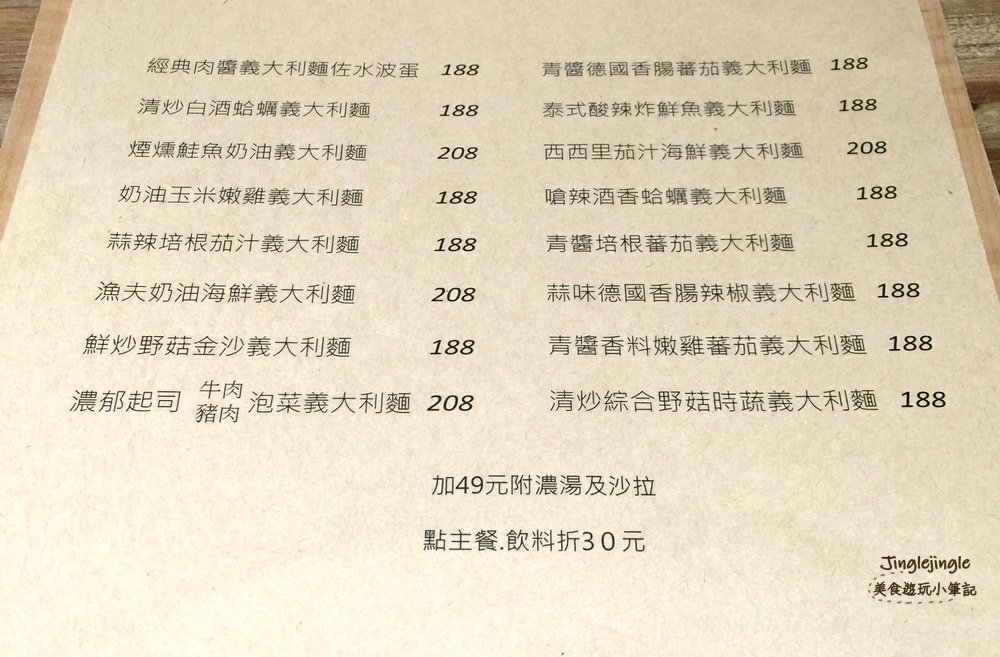 經典肉醬義大利麵佐水波蛋 188
清炒白酒蛤蠣義大利麵 188
煙燻鮭魚奶油義大利麵 208
奶油玉米嫩雞義大利麵 188
蒜辣培根茄汁義大利麵 188
漁夫奶油海鮮義大利麵 208
鮮炒野菇金沙義大利麵 188
濃郁起司 牛肉 豬肉 泡菜義大利麵 208
青醬德國香腸蕃茄義大利麵 188
泰式酸辣炸鮮魚義大利麵 188
西西里茄汁海鮮義大利麵 208
嗆辣酒香蛤蠣義大利麵 188
青醬培根蕃茄義大利麵 188
蒜味德國香腸辣椒義大利麵 188
青醬香料嫩雞蕃茄義大利麵 188
清炒綜合野菇時蔬義大利麵 188
加49元附濃湯及沙拉
點主餐.飲料折30元
Jinglejingle
美食遊玩小筆記